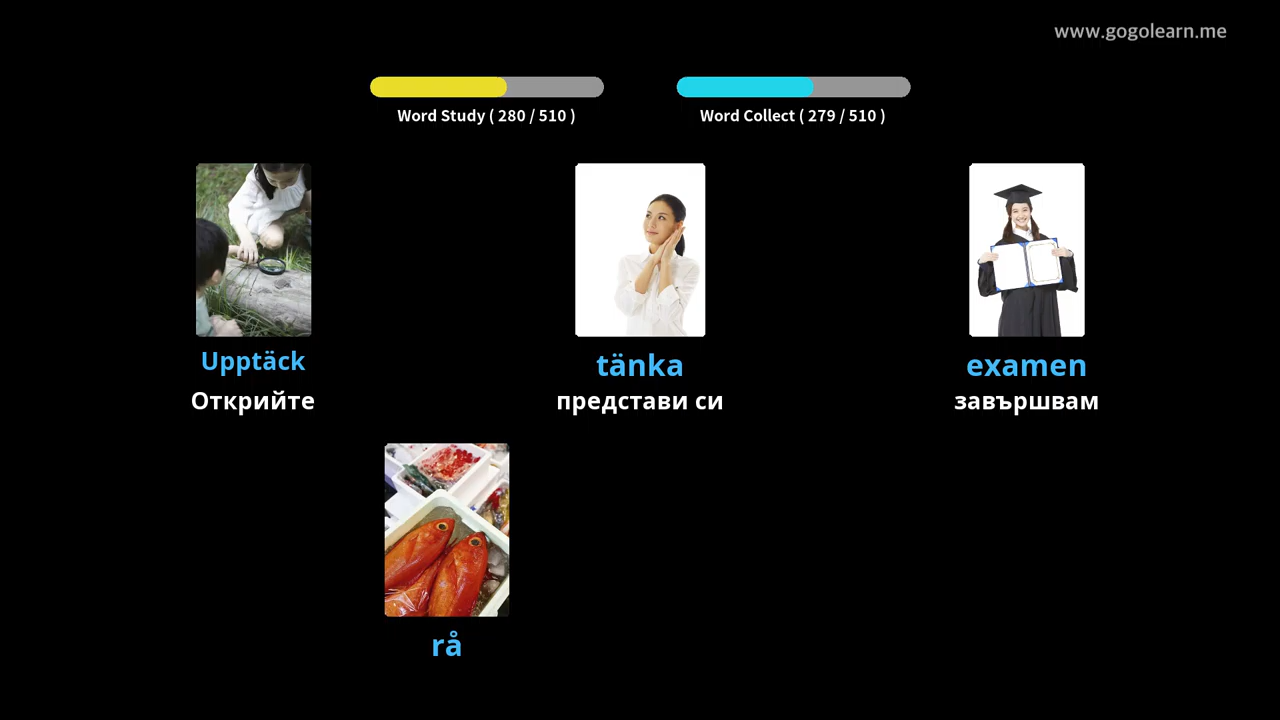 www.gogolearn.me
Word Study ( 280 / 510 )
Word Collect ( 279 / 510 )
Upptäck
tänka
examen
Открийте
представи си
завършвам
rå